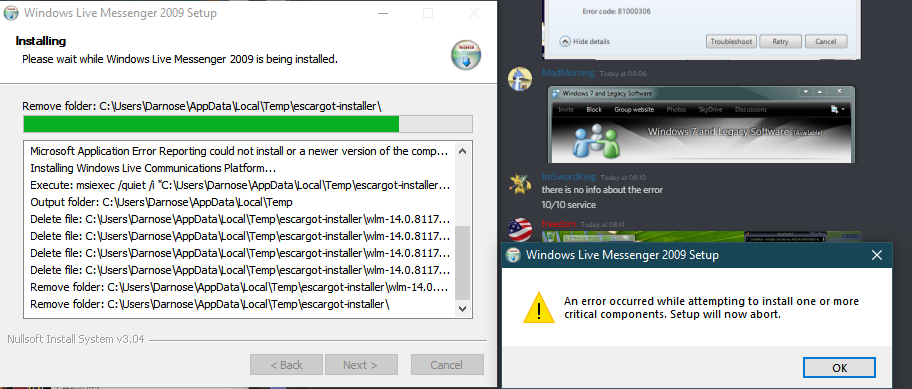 Windows Live Messenger 2009 Setup
Installing
Please wait while Windows Live Messenger 2009 is being installed.
Remove folder: C:\Users\Darnose\AppData\Local\Temp\escargot-installer\
Microsoft Application Error Reporting could not install or a newer version of the comp...
Installing Windows Live Communications Platform...
Execute: msiexec /quiet /i "C:\Users\Darnose\AppData\Local\Temp\escargot-installer...
Output folder: C:\Users\Darnose\AppData\Local\Temp
Delete file: C:\Users\Darnose\AppData\Local\Temp\escargot-installer\wlm-14.0.8117...
Delete file: C:\Users\Darnose\AppData\Local\Temp\escargot-installer\wlm-14.0.8117...
Delete file: C:\Users\Darnose\AppData\Local\Temp\escargot-installer\wlm-14.0.8117...
Delete file: C:\Users\Darnose\AppData\Local\Temp\escargot-installer\wlm-14.0.8117...
Remove folder: C:\Users\Darnose\AppData\Local\Temp\escargot-installer\wlm-14.0....
Remove folder: C:\Users\Darnose\AppData\Local\Temp\escargot-installer\
Nullsoft Install System v3.04
< Back Next > Cancel
Error code: 81000306
Hide details Troubleshoot Retry Cancel
MadMorning Today at 08:06
Windows 7 and Legacy Software
Invite Block Group website Photos SkyDrive Discussions
Windows 7 and Legacy Software (Available)
ImSwordKing Today at 08:10
there is no info about the error
10/10 service
freedom Today at 08:11
Windows Live Messenger 2009 Setup
An error occurred while attempting to install one or more
critical components. Setup will now abort.
OK